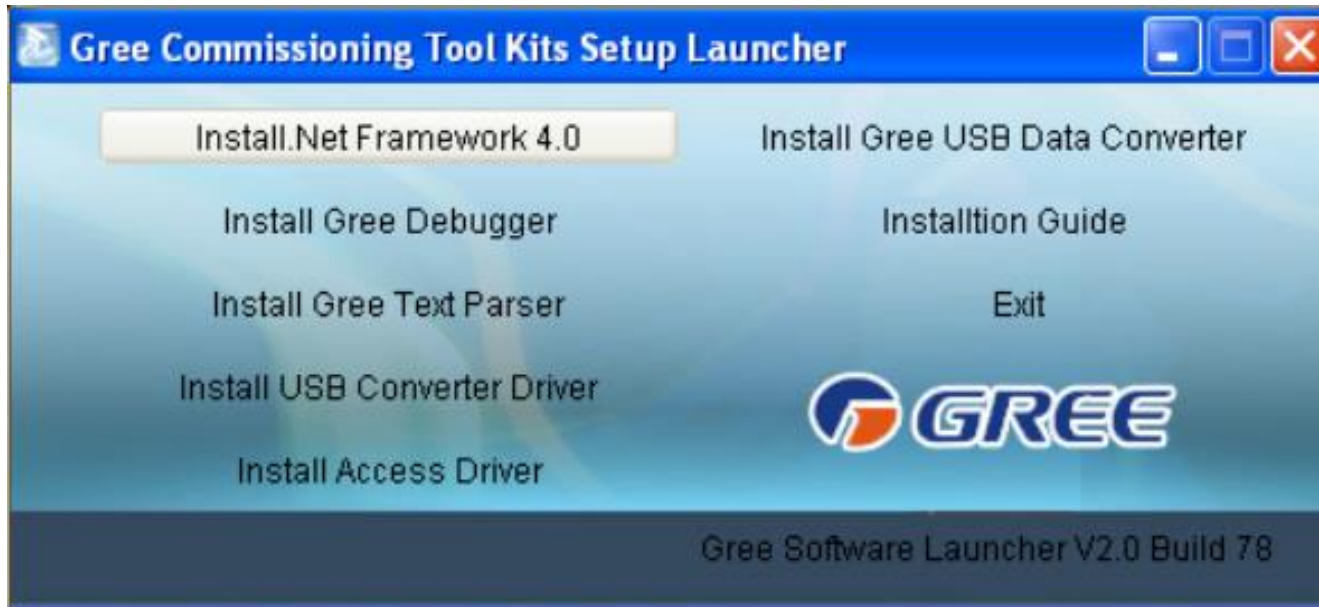 Gree Commissioning Tool Kits Setup Launcher
Install.Net Framework 4.0
Install Gree USB Data Converter
Install Gree Debugger
Installtion Guide
Install Gree Text Parser
Exit
Install USB Converter Driver
GREE
Install Access Driver
Gree Software Launcher V2.0 Build 78